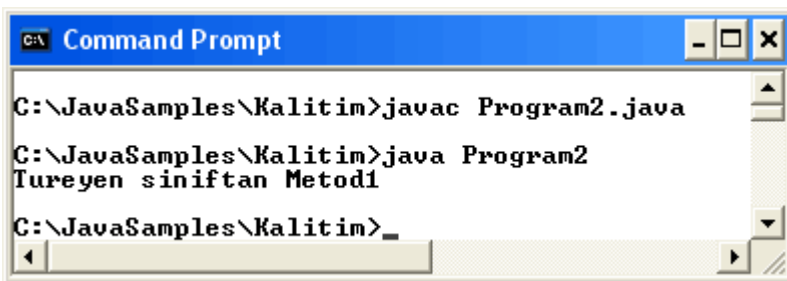 Command Prompt
C:\JavaSamples\Kalitim>javac Program2.java
C:\JavaSamples\Kalitim>java Program2
Tureyen siniftan Metod1
C:\JavaSamples\Kalitim>_